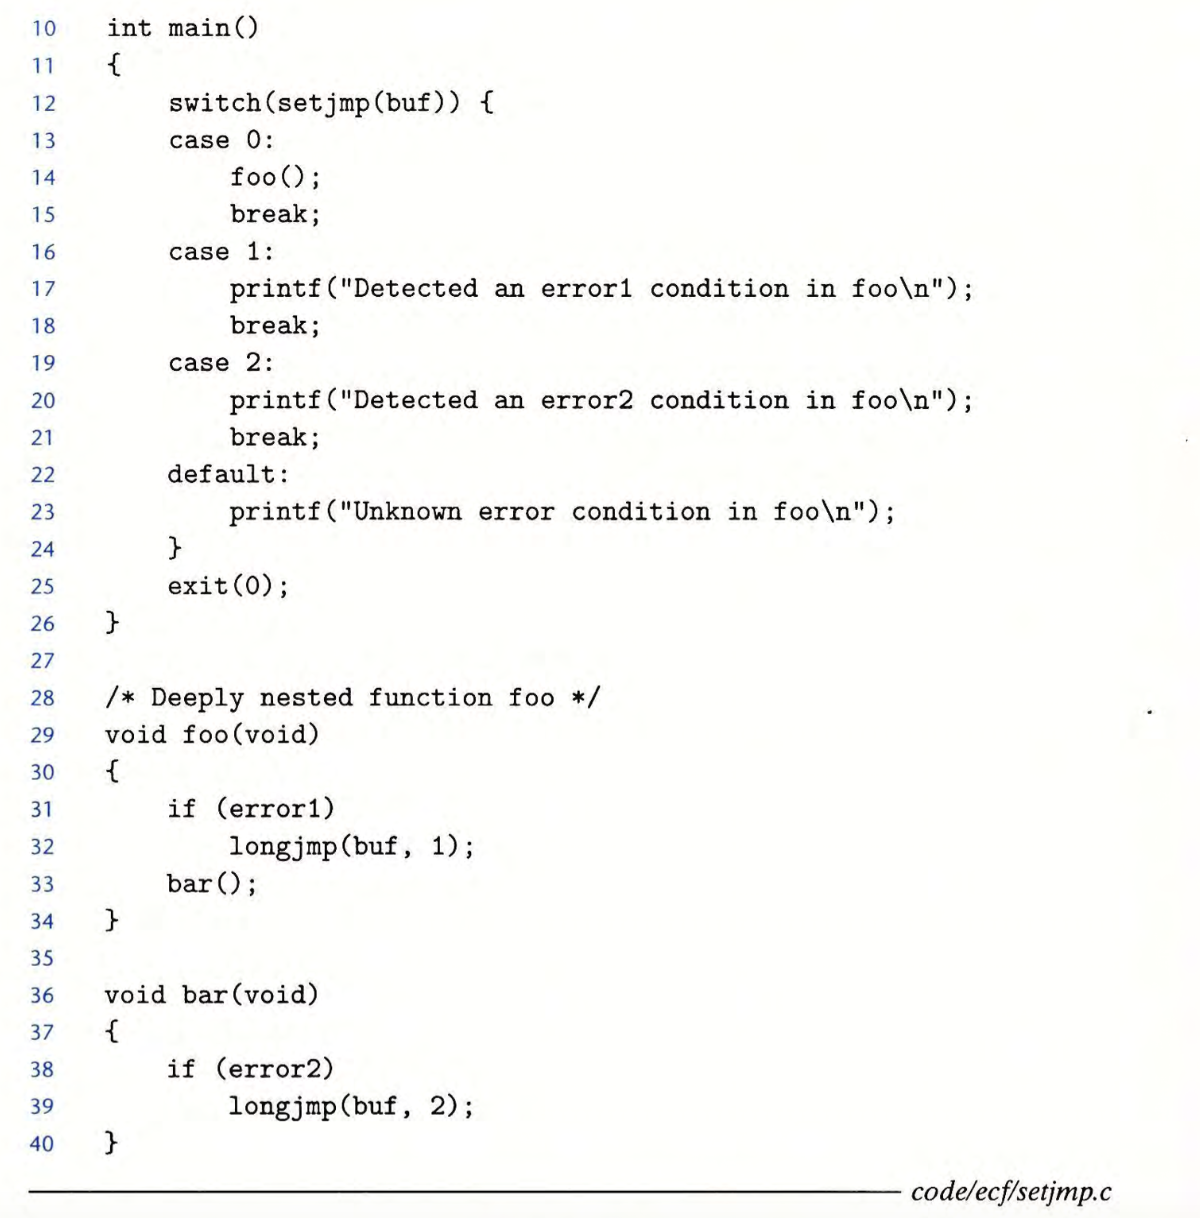 10 int main()
11 {
12     switch(setjmp(buf)) {
13     case 0:
14         foo();
15         break;
16     case 1:
17         printf("Detected an error1 condition in foo\n");
18         break;
19     case 2:
20         printf("Detected an error2 condition in foo\n");
21         break;
22     default:
23         printf("Unknown error condition in foo\n");
24     }
25     exit(0);
26 }
27
28 /* Deeply nested function foo */
29 void foo(void)
30 {
31     if (error1)
32         longjmp(buf, 1);
33     bar();
34 }
35
36 void bar(void)
37 {
38     if (error2)
39         longjmp(buf, 2);
40 }
code/ecf/setjmp.c